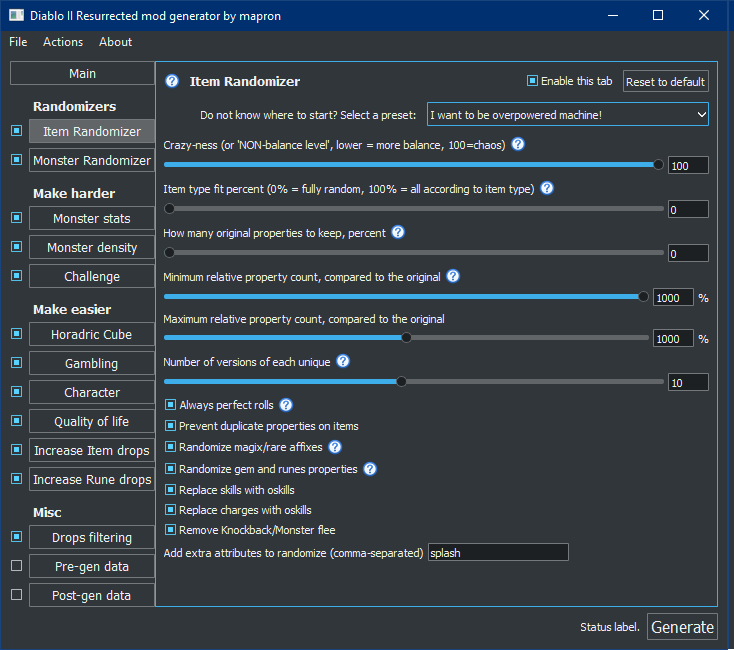 Diablo II Resurrected mod generator by mapron
File Actions About
Main
Randomizers
Item Randomizer
Monster Randomizer
Make harder
Monster stats
Monster density
Challenge
Make easier
Horadric Cube
Gambling
Character
Quality of life
Increase Item drops
Increase Rune drops
Misc
Drops filtering
Pre-gen data
Post-gen data
? Item Randomizer Enable this tab Reset to default
Do not know where to start? Select a preset: I want to be overpowered machine!
Crazy-ness (or 'NON-balance level', lower = more balance, 100=chaos) ?
100
Item type fit percent (0% = fully random, 100% = all according to item type) ?
0
How many original properties to keep, percent ?
0
Minimum relative property count, compared to the original ?
1000 %
Maximum relative property count, compared to the original
1000 %
Number of versions of each unique ?
10
Always perfect rolls ?
Prevent duplicate properties on items
Randomize magix/rare affixes ?
Randomize gem and runes properties ?
Replace skills with oskills
Replace charges with oskills
Remove Knockback/Monster flee
Add extra attributes to randomize (comma-separated) splash
Status label. Generate